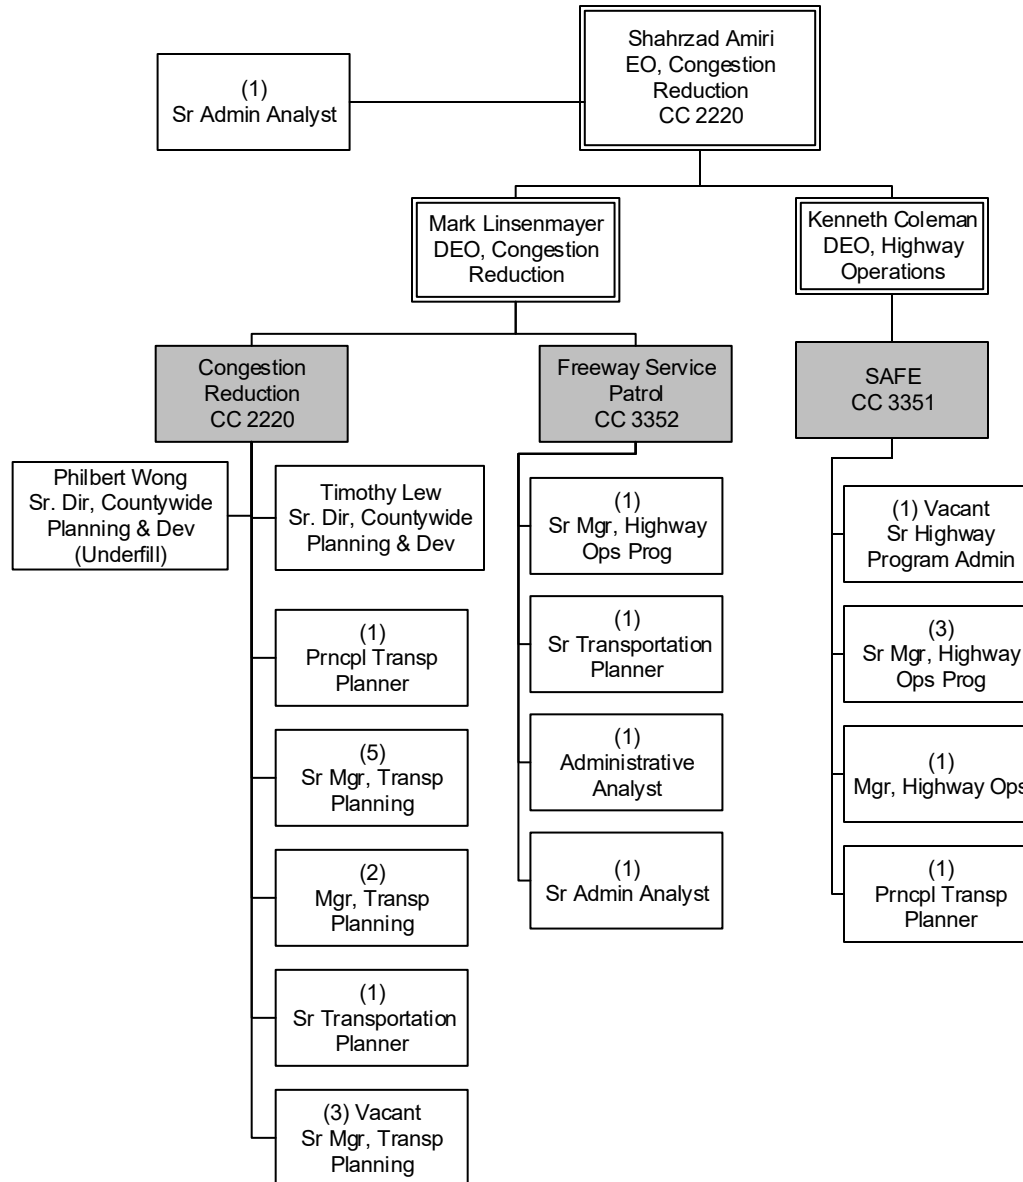 Shahrzad Amiri
EO, Congestion
Reduction
CC 2220
(1)
Sr Admin Analyst
Mark Linsenmayer
DEO, Congestion
Reduction
Kenneth Coleman
DEO, Highway
Operations
Congestion
Reduction
CC 2220
Freeway Service
Patrol
CC 3352
SAFE
CC 3351
Philbert Wong
Sr. Dir, Countywide
Planning & Dev
(Underfill)
Timothy Lew
Sr. Dir, Countywide
Planning & Dev
(1)
Prncpl Transp
Planner
(5)
Sr Mgr, Transp
Planning
(2)
Mgr, Transp
Planning
(1)
Sr Transportation
Planner
(3) Vacant
Sr Mgr, Transp
Planning
(1)
Sr Mgr, Highway
Ops Prog
(1)
Sr Transportation
Planner
(1)
Administrative
Analyst
(1)
Sr Admin Analyst
(1) Vacant
Sr Highway
Program Admin
(3)
Sr Mgr, Highway
Ops Prog
(1)
Mgr, Highway Ops
(1)
Prncpl Transp
Planner